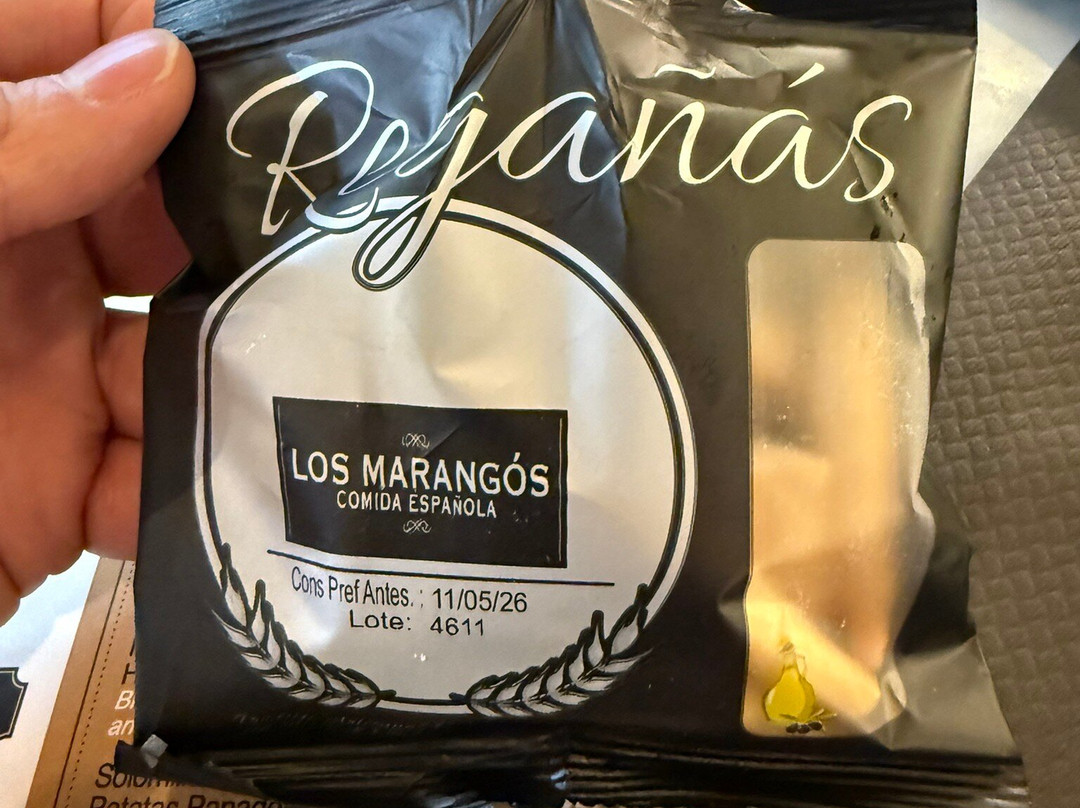 Regañás
LOS MARANGÓS
COMIDA ESPAÑOLA
Cons Pref Antes. : 11/05/26
Lote: 4611